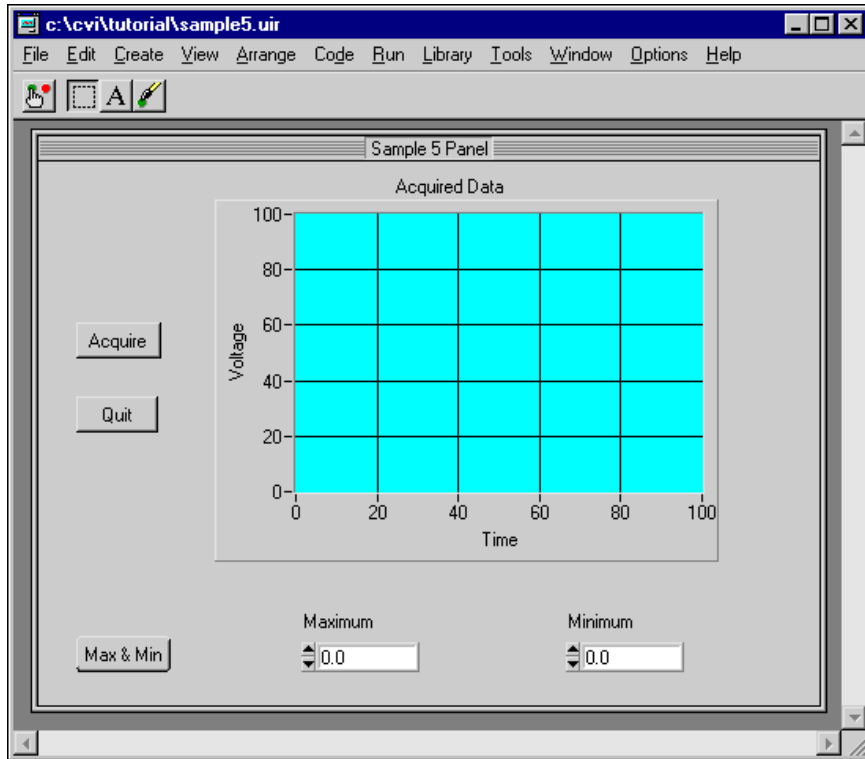 c:\cvi\tutorial\sample5.uir
File Edit Create View Arrange Code Run Library Tools Window Options Help
A
Sample 5 Panel
Acquired Data
100
80
60
40
20
0
Voltage
0 20 40 60 80 100
Time
Acquire
Quit
Maximum Minimum
Max & Min 0.0 0.0